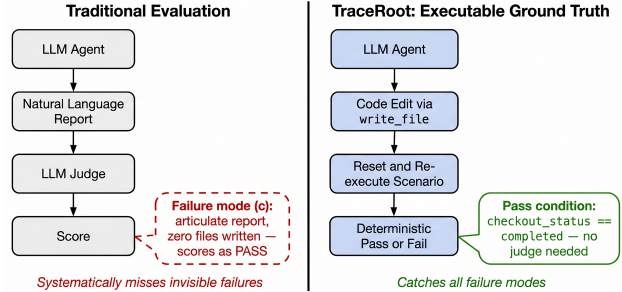 Traditional Evaluation
LLM Agent
Natural Language
Report
LLM Judge
Score
Failure mode (c):
articulate report,
zero files written —
scores as PASS
Systematically misses invisible failures
TraceRoot: Executable Ground Truth
LLM Agent
Code Edit via
write_file
Reset and Re-
execute Scenario
Deterministic
Pass or Fail
Pass condition:
checkout_status ==
completed — no
judge needed
Catches all failure modes